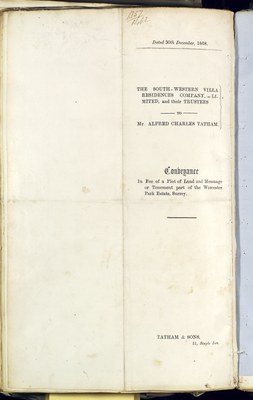 Dated 30th December, 1869.
THE SOUTH-WESTERN VILLA
RESIDENCES COMPANY, LI-
MITED, and their TRUSTEES
TO
Mr. ALFRED CHARLES TATHAM.
Conveyance
In Fee of a Plot of Land and Messuage
or Tenement part of the Worcester
Park Estate, Surrey.
TATHAM & SONS,